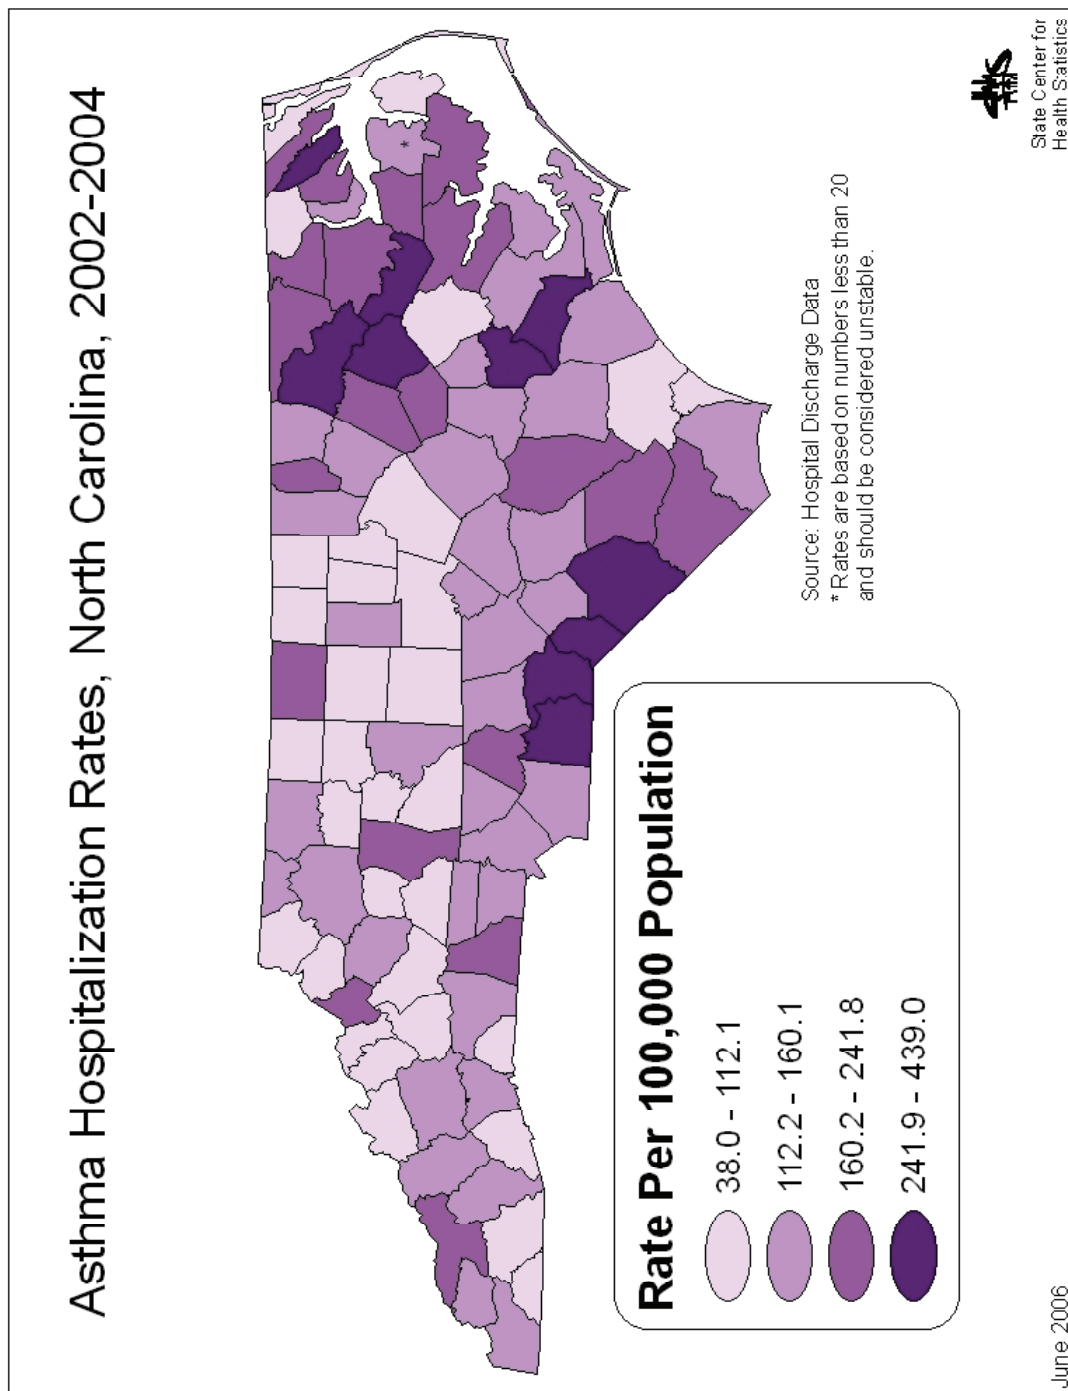 Asthma Hospitalization Rates, North Carolina, 2002-2004
*
Source: Hospital Discharge Data
* Rates are based on numbers less than 20
and should be considered unstable.
Rate Per 100,000 Population
38.0 - 112.1
112.2 - 160.1
160.2 - 241.8
241.9 - 439.0
June 2006
State Center for
Health Statistics